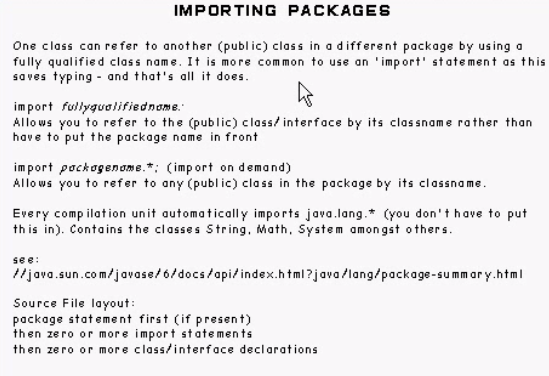 IMPORTING PACKAGES
One class can refer to another (public) class in a different package by using a
fully qualified class name. It is more common to use an 'import' statement as this
saves typing - and that's all it does.
import fullyqualifiedname;
Allows you to refer to the (public) class/interface by its classname rather than
have to put the package name in front
import packagename.*; (import on demand)
Allows you to refer to any (public) class in the package by its classname.
Every compilation unit automatically imports java.lang.* (you don't have to put
this in). Contains the classes String, Math, System amongst others.
see:
//java.sun.com/javase/6/docs/api/index.html?java/lang/package-summary.html
Source File layout:
package statement first (if present)
then zero or more import statements
then zero or more class/interface declarations